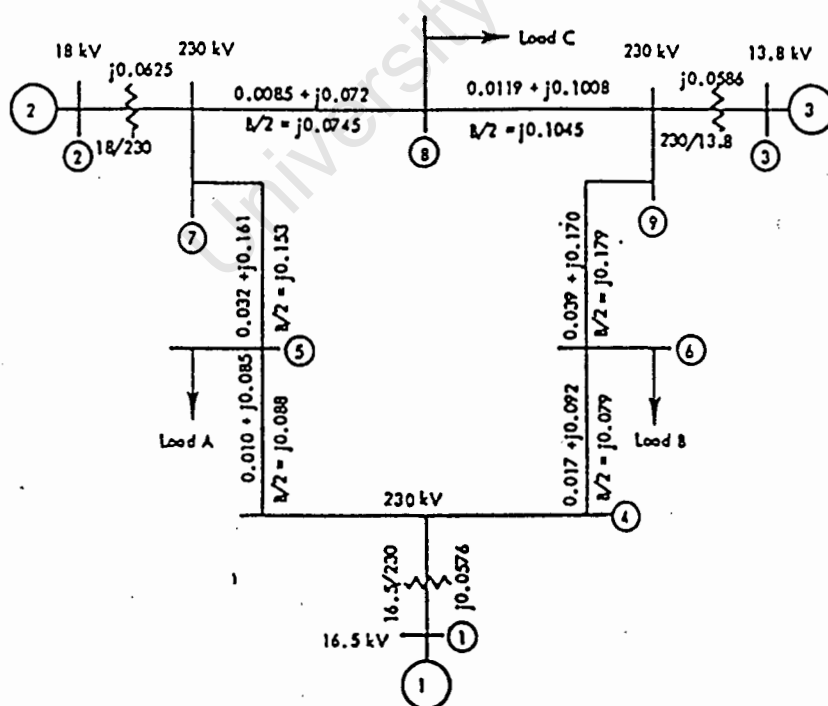 University
Load C
18 kV
230 kV
230 kV
13.8 kV
j0.0625
0.0085 + j0.072
0.0119 + j0.1008
j0.0586
2
B/2 = j0.0745
B/2 = j0.1045
3
18/230
230/13.8
2
8
3
7
9
0.032 + j0.161
B/2 = j0.153
0.039 + j0.170
B/2 = j0.179
5
6
Load A
Load B
0.010 + j0.085
B/2 = j0.088
0.017 + j0.092
B/2 = j0.079
230 kV
4
16.5/230
j0.0576
16.5 kV
1
1